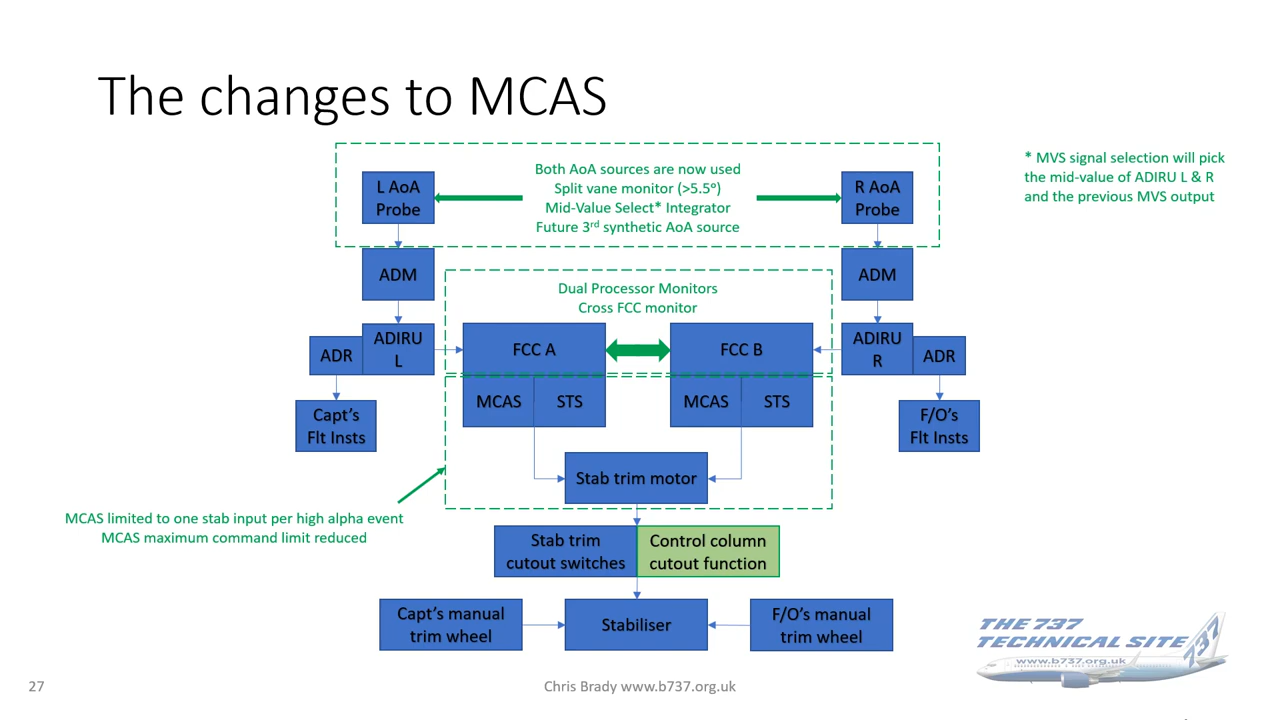 The changes to MCAS
Both AoA sources are now used
Split vane monitor (>5.5°)
Mid-Value Select* Integrator
Future 3rd synthetic AoA source
L AoA
Probe
R AoA
Probe
* MVS signal selection will pick
the mid-value of ADIRU L & R
and the previous MVS output
ADM
ADM
Dual Processor Monitors
Cross FCC monitor
ADR
ADIRU
L
FCC A
FCC B
ADIRU
R
ADR
MCAS
STS
MCAS
STS
Capt’s
Flt Insts
F/O’s
Flt Insts
Stab trim motor
MCAS limited to one stab input per high alpha event
MCAS maximum command limit reduced
Stab trim
cutout switches
Control column
cutout function
Capt’s manual
trim wheel
Stabiliser
F/O’s manual
trim wheel
THE 737
TECHNICAL SITE
737
www.b737.org.uk
27
Chris Brady www.b737.org.uk